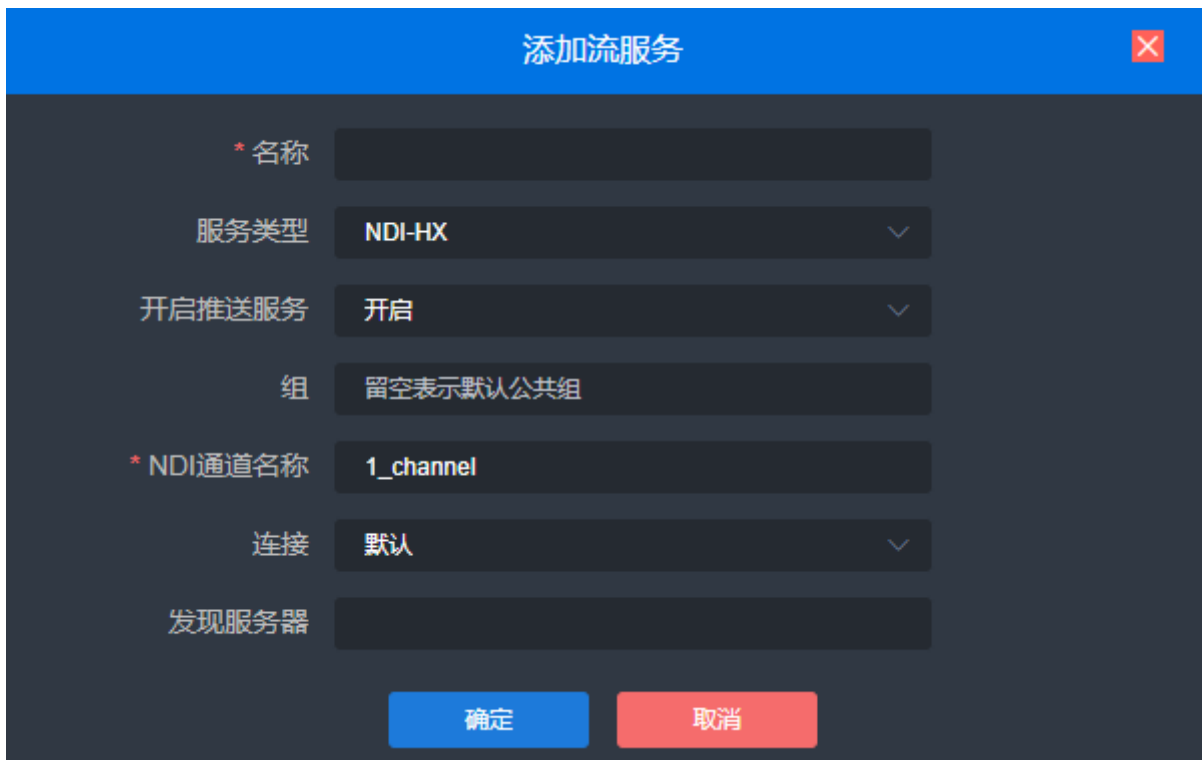 添加流服务
* 名称
服务类型 NDI-HX
开启推送服务 开启
组 留空表示默认公共组
* NDI通道名称 1_channel
连接 默认
发现服务器
确定 取消